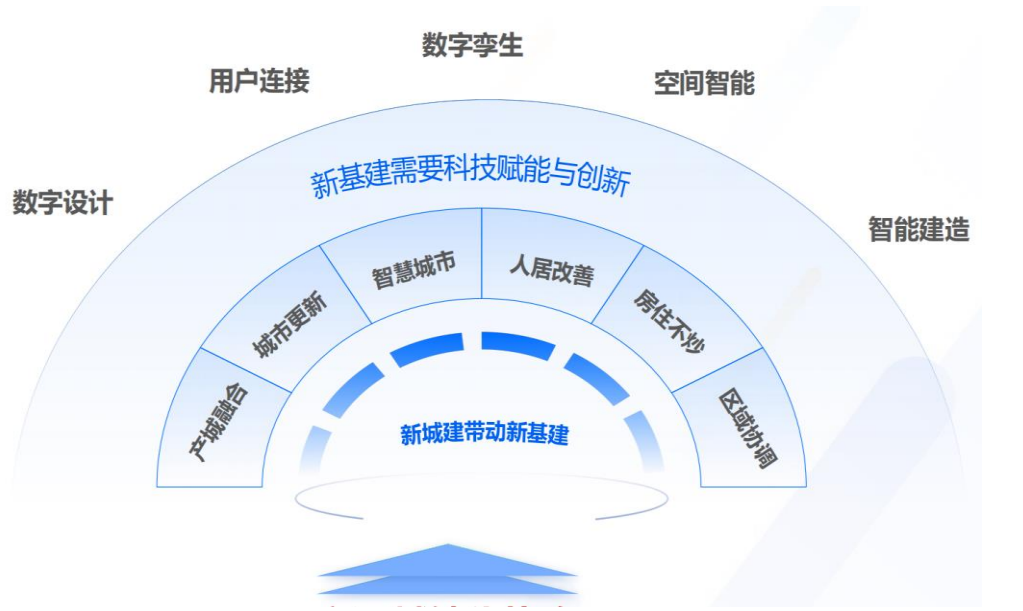 数字孪生
用户连接
空间智能
数字设计
智能建造
新基建需要科技赋能与创新
产城融合
城市更新
智慧城市
人居改善
房住不炒
区域协调
新城建带动新基建